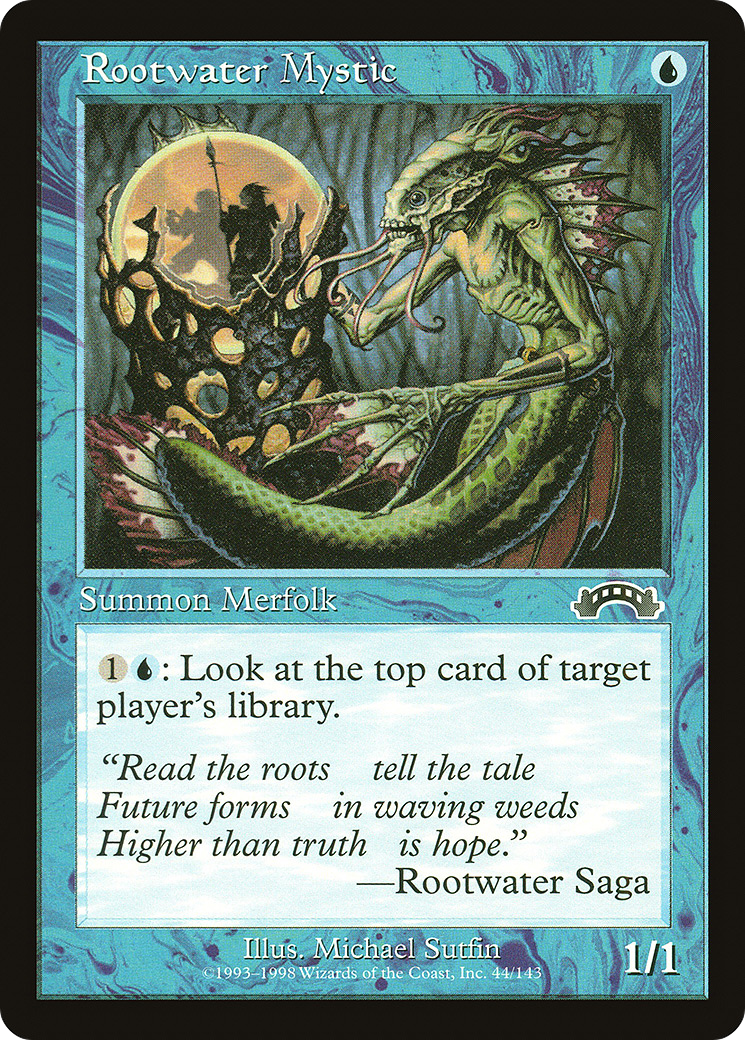 Rootwater Mystic
Summon Merfolk
1: Look at the top card of target
player's library.
“Read the roots   tell the tale
Future forms   in waving weeds
Higher than truth   is hope.”
—Rootwater Saga
Illus. Michael Sutfin
©1993–1998 Wizards of the Coast, Inc. 44/143
1/1